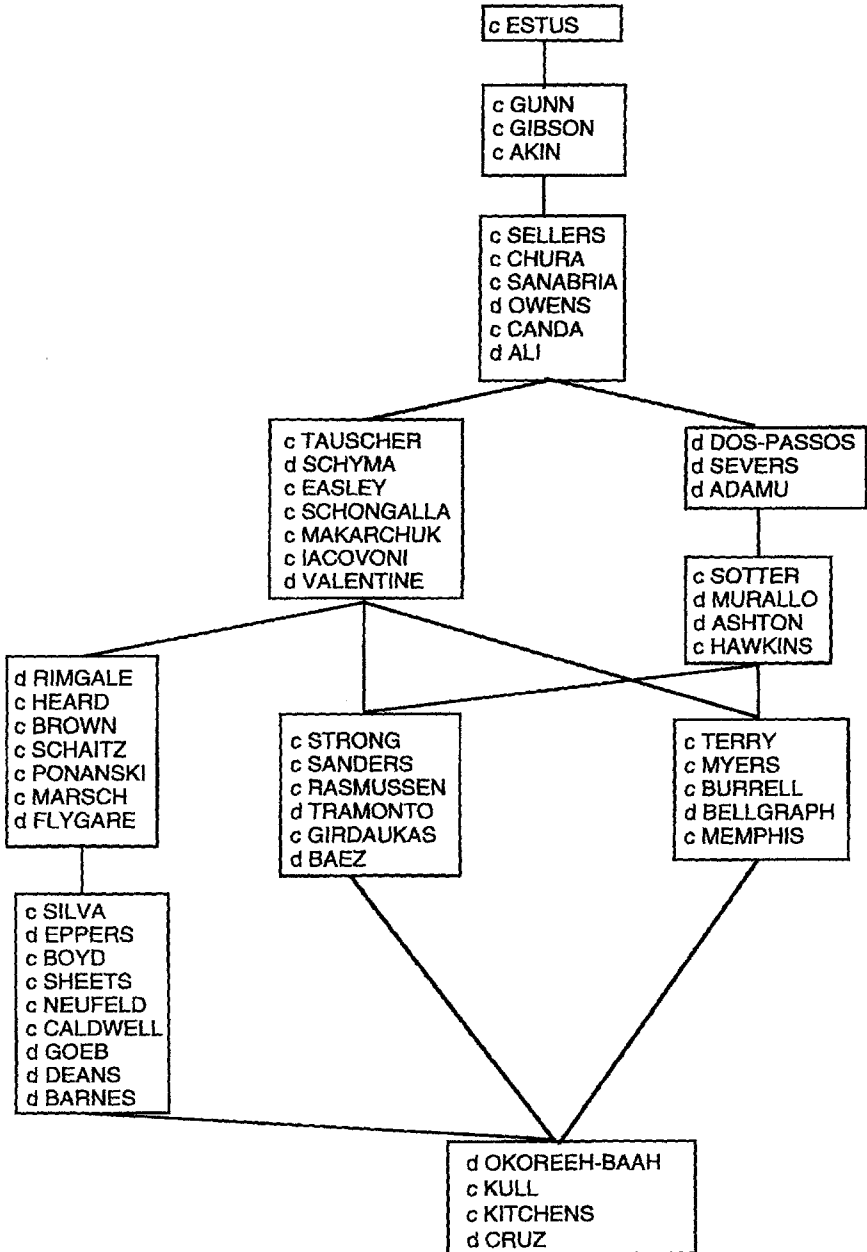 c ESTUS
c GUNN
c GIBSON
c AKIN
c SELLERS
c CHURA
c SANABRIA
d OWENS
c CANDA
d ALI
c TAUSCHER
d SCHYMA
c EASLEY
c SCHONGALLA
c MAKARCHUK
c IACOVONI
d VALENTINE
d DOS-PASSOS
d SEVERS
d ADAMU
c SOTTER
d MURALLO
d ASHTON
c HAWKINS
d RIMGALE
c HEARD
c BROWN
c SCHAITZ
c PONANSKI
c MARSCH
d FLYGARE
c STRONG
c SANDERS
c RASMUSSEN
d TRAMONTO
c GIRDAUKAS
d BAEZ
c TERRY
c MYERS
c BURRELL
d BELLGRAPH
c MEMPHIS
c SILVA
d EPPERS
c BOYD
c SHEETS
c NEUFELD
c CALDWELL
d GOEB
d DEANS
d BARNES
d OKOREEH-BAAH
c KULL
c KITCHENS
d CRUZ